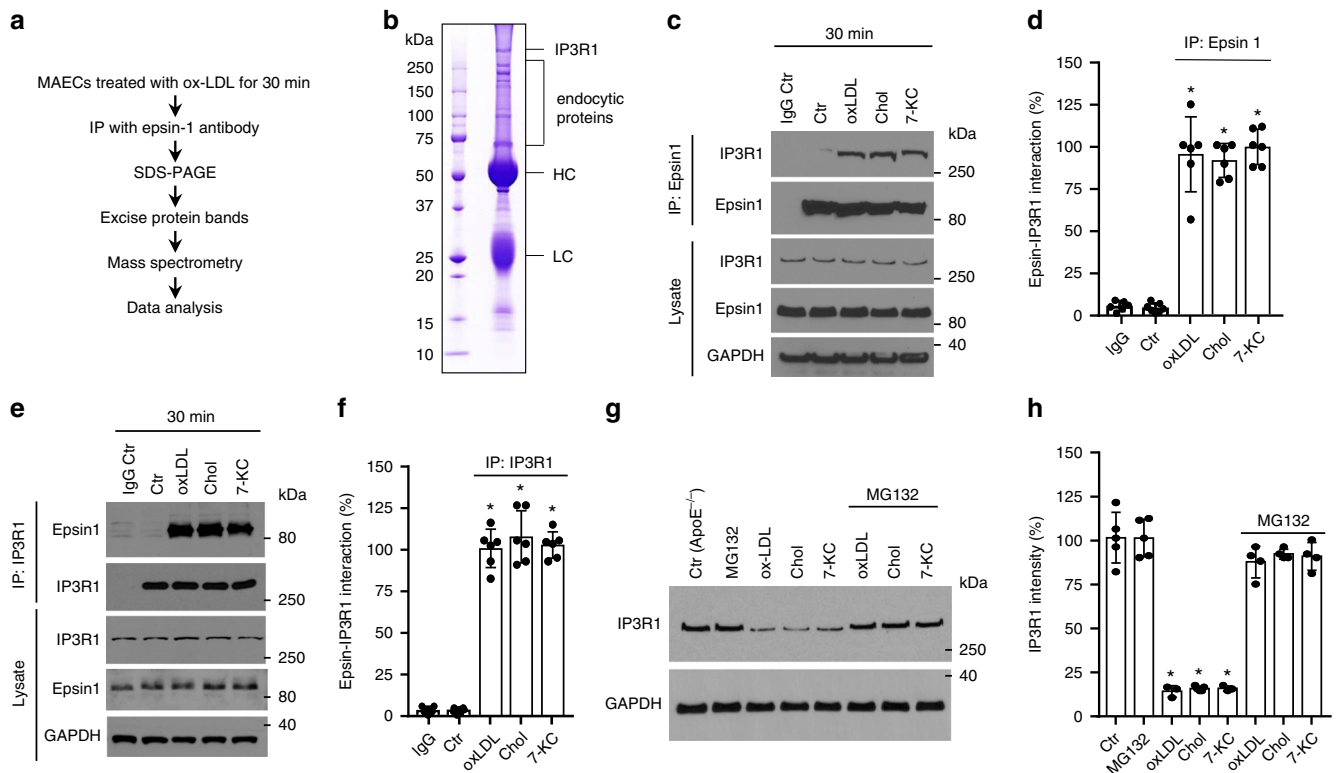 a
MAECs treated with ox-LDL for 30 min
IP with epsin-1 antibody
SDS-PAGE
Excise protein bands
Mass spectrometry
Data analysis
b
kDa
250
150
100
75
50
37
25
20
15
10
IP3R1
endocytic
proteins
HC
LC
c
30 min
IgG Ctr
Ctr
oxLDL
Chol
7-KC
kDa
IP: Epsin1
IP3R1
250
Epsin1
80
Lysate
IP3R1
250
Epsin1
80
GAPDH
40
d
IP: Epsin 1
Epsin-IP3R1 interaction (%)
150
125
100
75
50
25
0
* * *
IgG
Ctr
oxLDL
Chol
7-KC
e
30 min
IgG Ctr
Ctr
oxLDL
Chol
7-KC
kDa
IP: IP3R1
Epsin1
80
IP3R1
250
Lysate
IP3R1
250
Epsin1
80
GAPDH
40
f
IP: IP3R1
Epsin-IP3R1 interaction (%)
150
125
100
75
50
25
0
* * *
IgG
Ctr
oxLDL
Chol
7-KC
g
MG132
Ctr (ApoE–/–)
MG132
ox-LDL
Chol
7-KC
oxLDL
Chol
7-KC
kDa
IP3R1
250
GAPDH
40
h
IP3R1 intensity (%)
150
125
100
75
50
25
0
MG132
* * *
Ctr
MG132
oxLDL
Chol
7-KC
oxLDL
Chol
7-KC